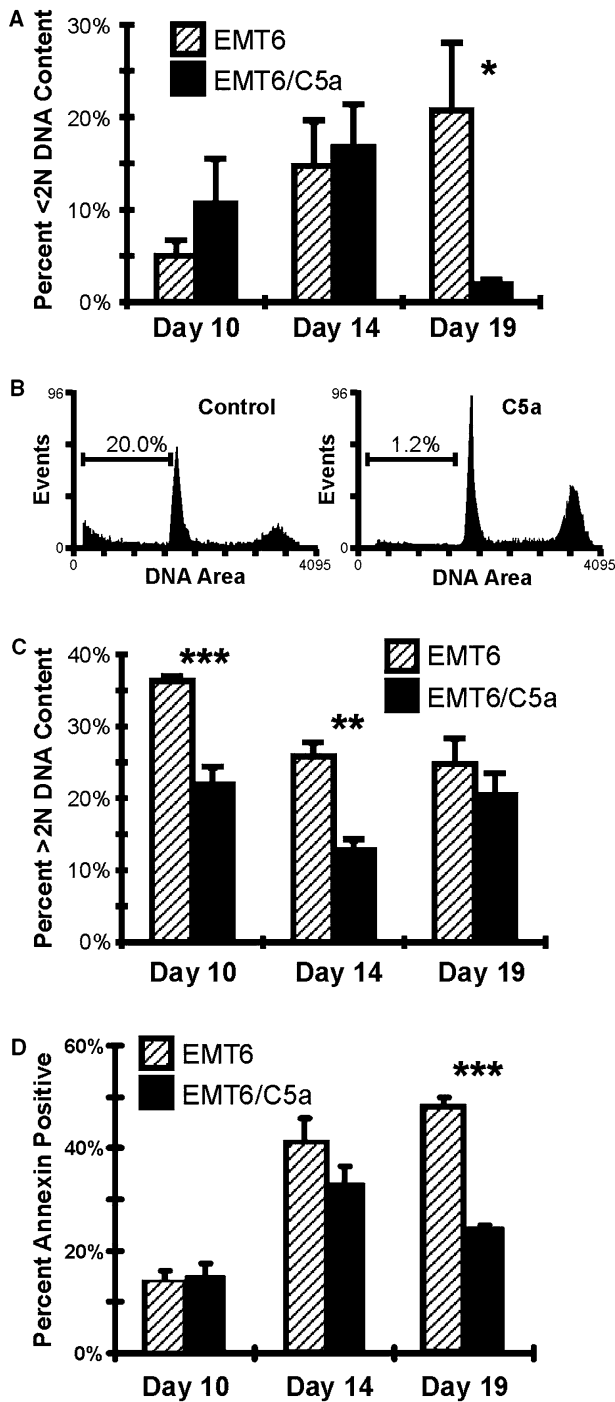 A
Percent <2N DNA Content
30%
20%
10%
0%
EMT6
EMT6/C5a
*
Day 10 Day 14 Day 19
B
Events
96
0
Control
20.0%
0 4095
DNA Area
Events
96
0
C5a
1.2%
0 4095
DNA Area
C
Percent >2N DNA Content
40%
30%
20%
10%
0%
EMT6
EMT6/C5a
***
**
Day 10 Day 14 Day 19
D
Percent Annexin Positive
60%
40%
20%
0%
EMT6
EMT6/C5a
***
Day 10 Day 14 Day 19